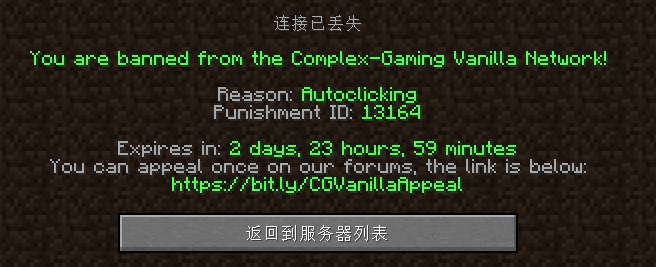 连接已丢失
You are banned from the Complex-Gaming Vanilla Network!
Reason: Autoclicking
Punishment ID: 13164
Expires in: 2 days, 23 hours, 59 minutes
You can appeal once on our forums, the link is below:
https://bit.ly/CGVanillaAppeal
返回到服务器列表